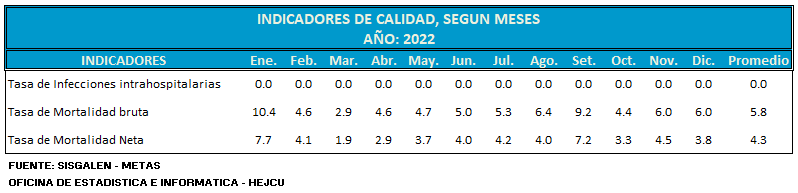 INDICADORES DE CALIDAD, SEGUN MESES
AÑO: 2022
INDICADORES Ene. Feb. Mar. Abr. May. Jun. Jul. Ago. Set. Oct. Nov. Dic. Promedio
Tasa de Infecciones intrahospitalarias 0.0 0.0 0.0 0.0 0.0 0.0 0.0 0.0 0.0 0.0 0.0 0.0 0.0
Tasa de Mortalidad bruta 10.4 4.6 2.9 4.6 4.7 5.0 5.3 6.4 9.2 4.4 6.0 6.0 5.8
Tasa de Mortalidad Neta 7.7 4.1 1.9 2.9 3.7 4.0 4.2 4.0 7.2 3.3 4.5 3.8 4.3
FUENTE: SISGALEN - METAS
OFICINA DE ESTADISTICA E INFORMATICA - HEJCU